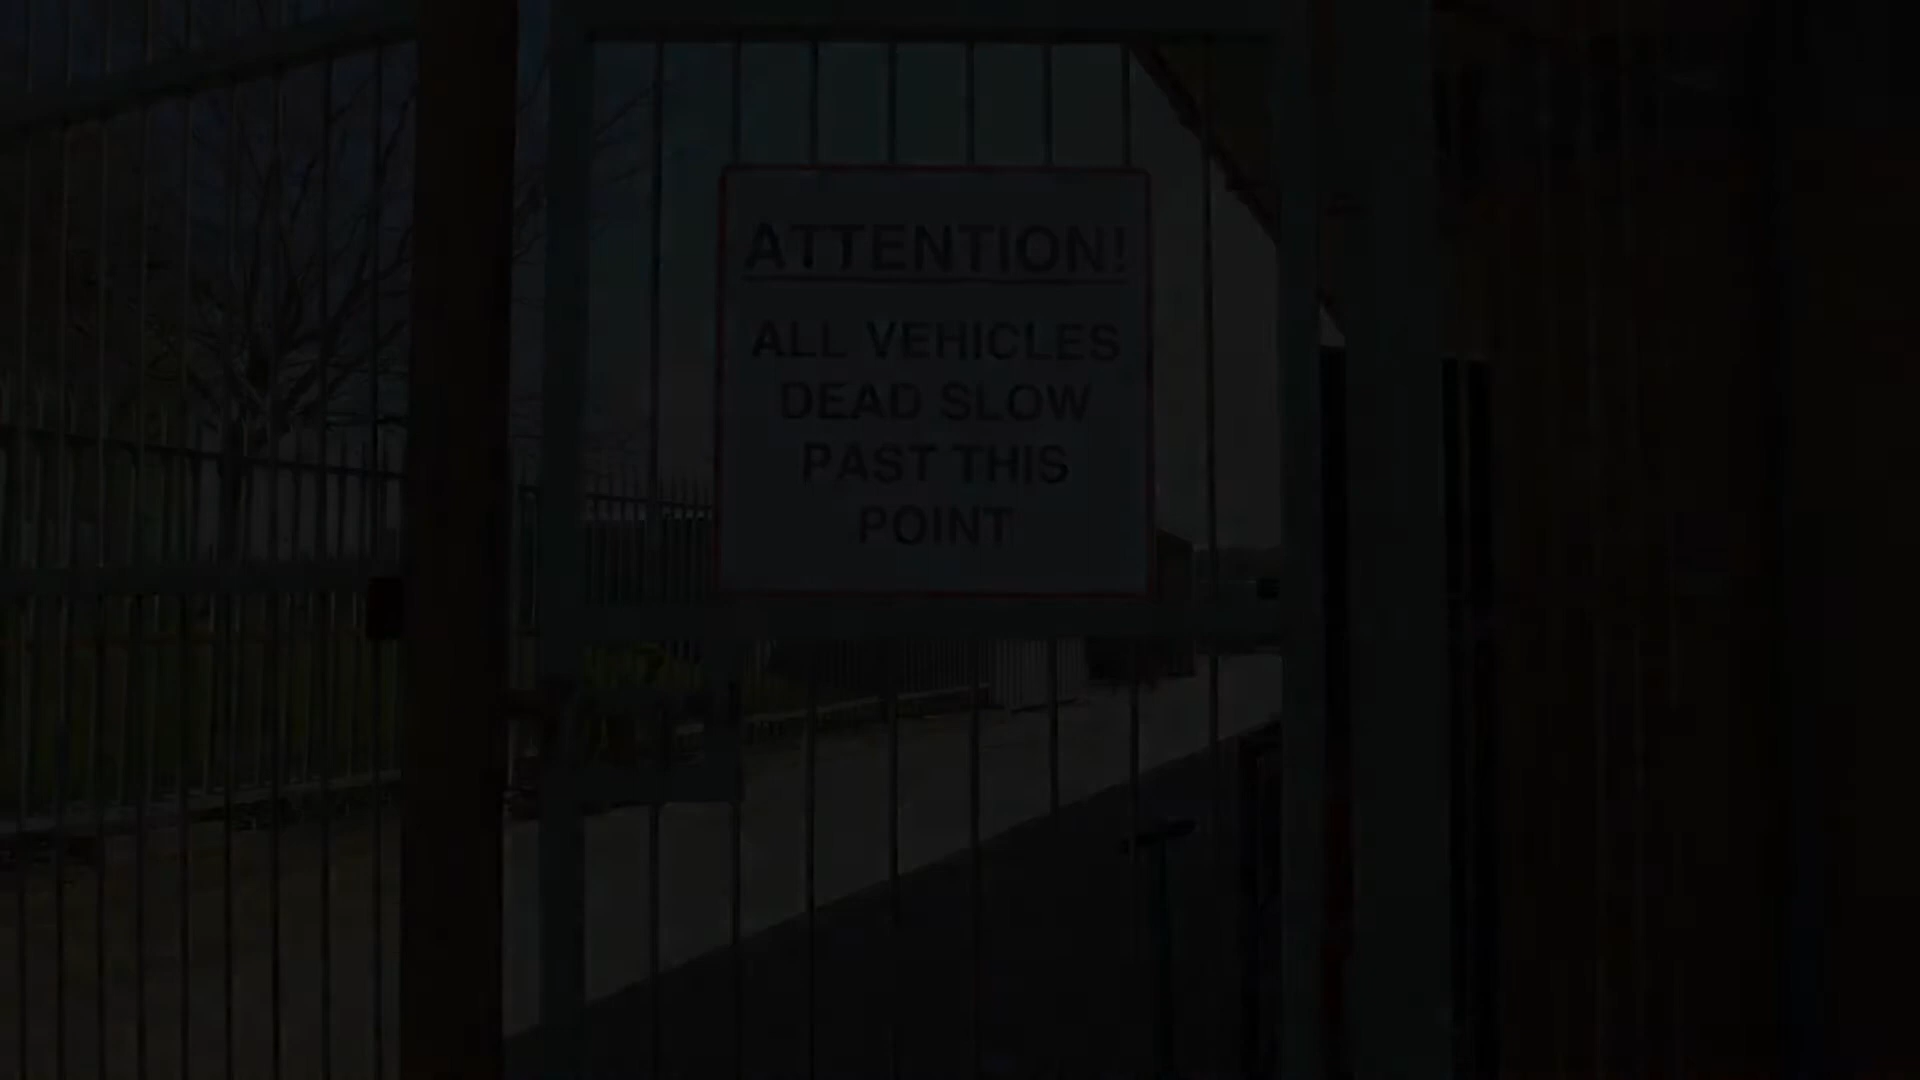 ATTENTION!
ALL VEHICLES
DEAD SLOW
PAST THIS
POINT